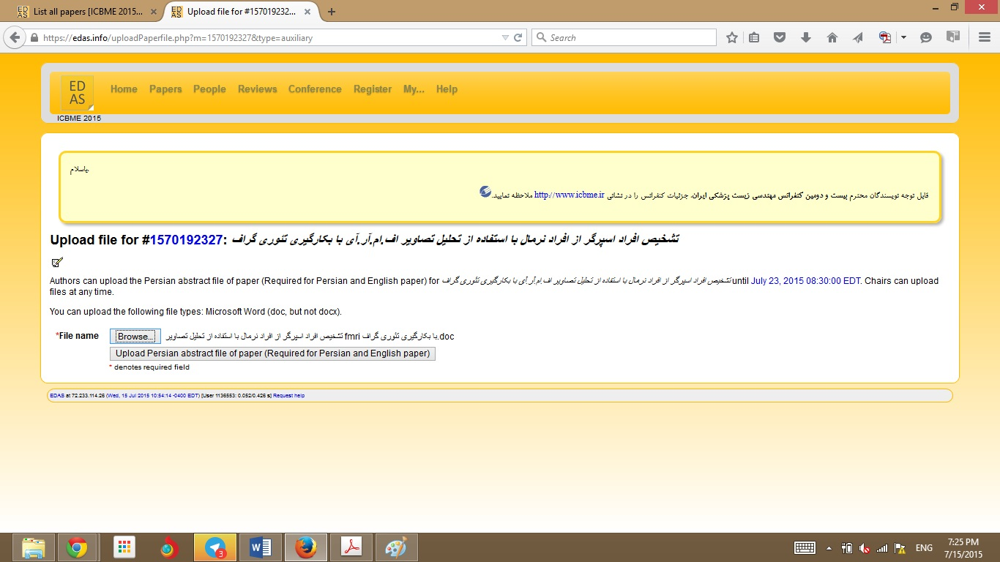 List all papers [ICBME 2015...
Upload file for #157019232...
https://edas.info/uploadPaperfile.php?m=1570192327&type=auxiliary
Search
ED AS
Home Papers People Reviews Conference Register My... Help
ICBME 2015
باسلام.
قابل توجه نویسندگان محترم بیست و دومین کنفرانس مهندسی زیست پزشکی ایران، جزئیات کنفرانس را در نشانی http://www.icbme.ir ملاحظه نمایید.
Upload file for #1570192327: تشخیص افراد اسپرگر از افراد نرمال با استفاده از تحلیل تصاویر اف.ام.آر.آی با بکارگیری تئوری گراف
Authors can upload the Persian abstract file of paper (Required for Persian and English paper) for تشخیص افراد اسپرگر از افراد نرمال با استفاده از تحلیل تصاویر اف.ام.آر.آی با بکارگیری تئوری گراف until July 23, 2015 08:30:00 EDT. Chairs can upload
files at any time.
You can upload the following file types: Microsoft Word (doc, but not docx).
*File name Browse... تشخیص افراد اسپرگر از افراد نرمال با استفاده از تحلیل تصاویر fmri با بکارگیری تئوری گراف.doc
Upload Persian abstract file of paper (Required for Persian and English paper)
* denotes required field
EDAS at 72.233.114.26 (Wed, 15 Jul 2015 10:54:14 -0400 EDT) [User 1136553: 0.052/0.426 s] Request help
3
ENG
7:25 PM
7/15/2015